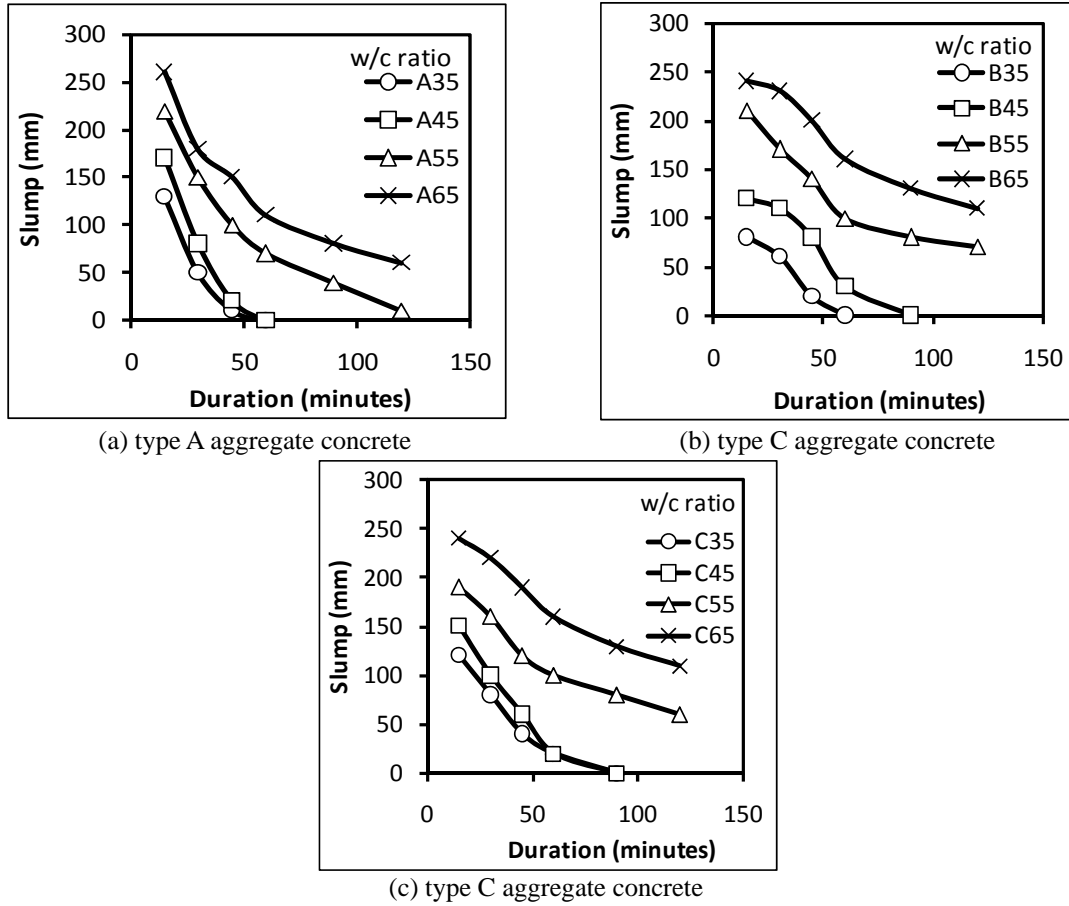 300
250
200
150
100
50
0
Slump (mm)
w/c ratio
A35
A45
A55
A65
0 50 100 150
Duration (minutes)
(a) type A aggregate concrete
300
250
200
150
100
50
0
Slump (mm)
w/c ratio
B35
B45
B55
B65
0 50 100 150
Duration (minutes)
(b) type C aggregate concrete
300
250
200
150
100
50
0
Slump (mm)
w/c ratio
C35
C45
C55
C65
0 50 100 150
Duration (minutes)
(c) type C aggregate concrete